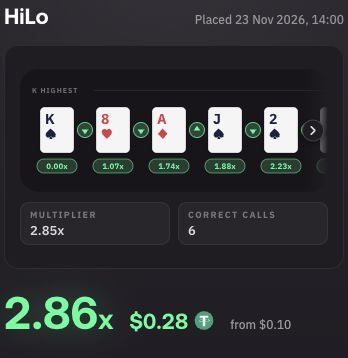 HiLo
Placed 23 Nov 2026, 14:00
K HIGHEST
K 8 A J 2
0.00x 1.07x 1.74x 1.88x 2.23x
MULTIPLIER CORRECT CALLS
2.85x 6
2.86x $0.28 T from $0.10